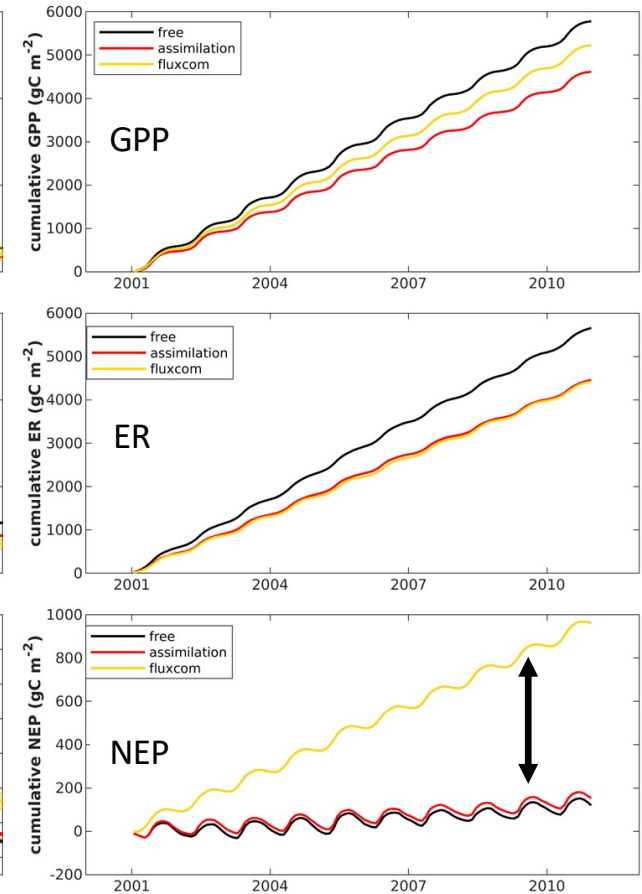 6000
5000
4000
3000
2000
1000
0
cumulative GPP (gC m⁻²)
free
assimilation
fluxcom
GPP
2001 2004 2007 2010
6000
5000
4000
3000
2000
1000
0
cumulative ER (gC m⁻²)
free
assimilation
fluxcom
ER
2001 2004 2007 2010
1000
800
600
400
200
0
-200
cumulative NEP (gC m⁻²)
free
assimilation
fluxcom
NEP
2001 2004 2007 2010